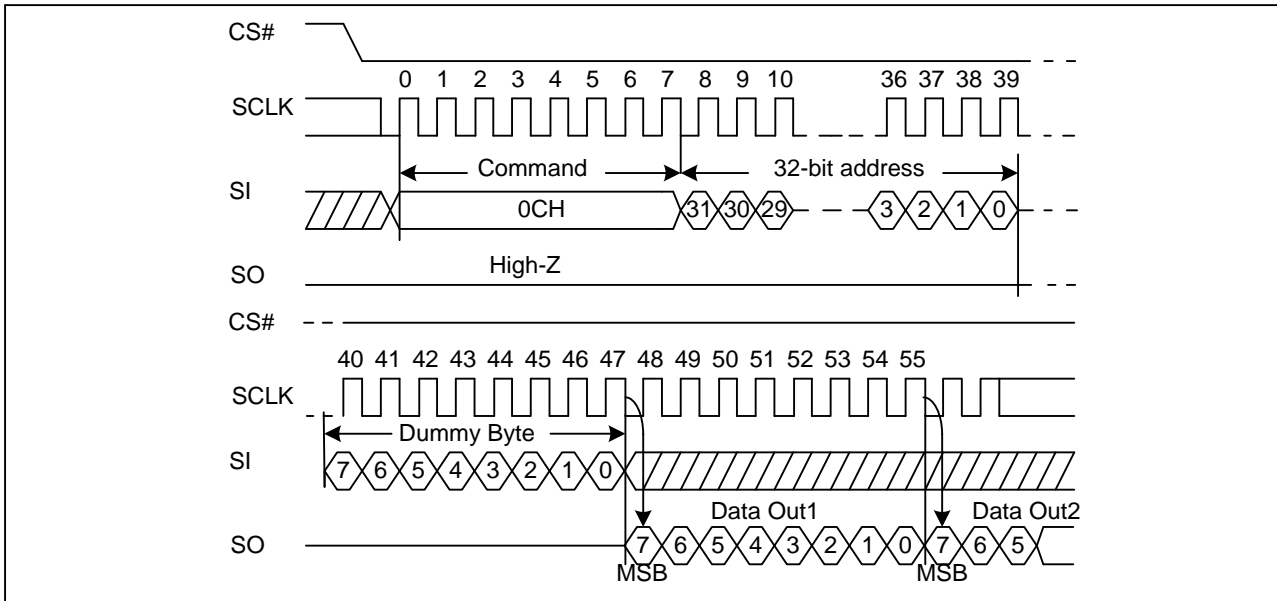 CS#
0 1 2 3 4 5 6 7 8 9 10 36 37 38 39
SCLK
Command 32-bit address
SI
0CH 31 30 29 3 2 1 0
High-Z
SO
CS#
40 41 42 43 44 45 46 47 48 49 50 51 52 53 54 55
SCLK
Dummy Byte
SI
7 6 5 4 3 2 1 0
Data Out1 Data Out2
SO
7 6 5 4 3 2 1 0 7 6 5
MSB MSB